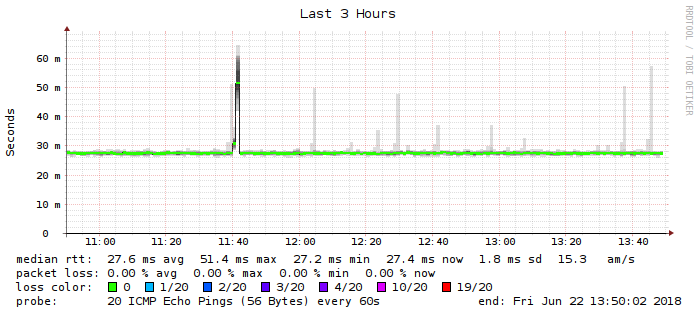 Last 3 Hours
RRDTOOL / TOBI OETIKER
Seconds
60 m
50 m
40 m
30 m
20 m
10 m
0
11:00 11:20 11:40 12:00 12:20 12:40 13:00 13:20 13:40
median rtt: 27.6 ms avg 51.4 ms max 27.2 ms min 27.4 ms now 1.8 ms sd 15.3 am/s
packet loss: 0.00 % avg 0.00 % max 0.00 % min 0.00 % now
loss color: 0 1/20 2/20 3/20 4/20 10/20 19/20
probe: 20 ICMP Echo Pings (56 Bytes) every 60s end: Fri Jun 22 13:50:02 2018